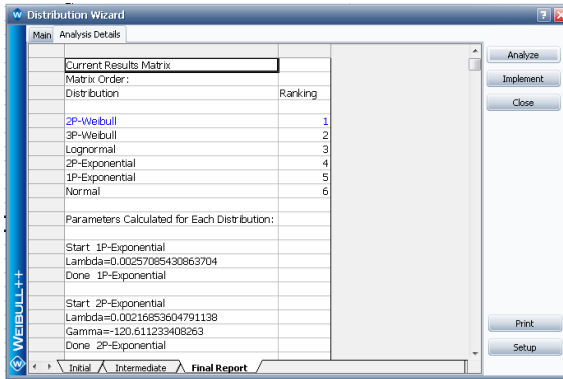 Distribution Wizard
Main Analysis Details
Current Results Matrix
Matrix Order:
Distribution Ranking
2P-Weibull 1
3P-Weibull 2
Lognormal 3
2P-Exponential 4
1P-Exponential 5
Normal 6
Parameters Calculated for Each Distribution:
Start 1P-Exponential
Lambda=0.00257085430863704
Done 1P-Exponential
Start 2P-Exponential
Lambda=0.00216853604791138
Gamma=-120.611233408263
Done 2P-Exponential
Initial Intermediate Final Report
Analyze
Implement
Close
Print
Setup
WEIBULL++